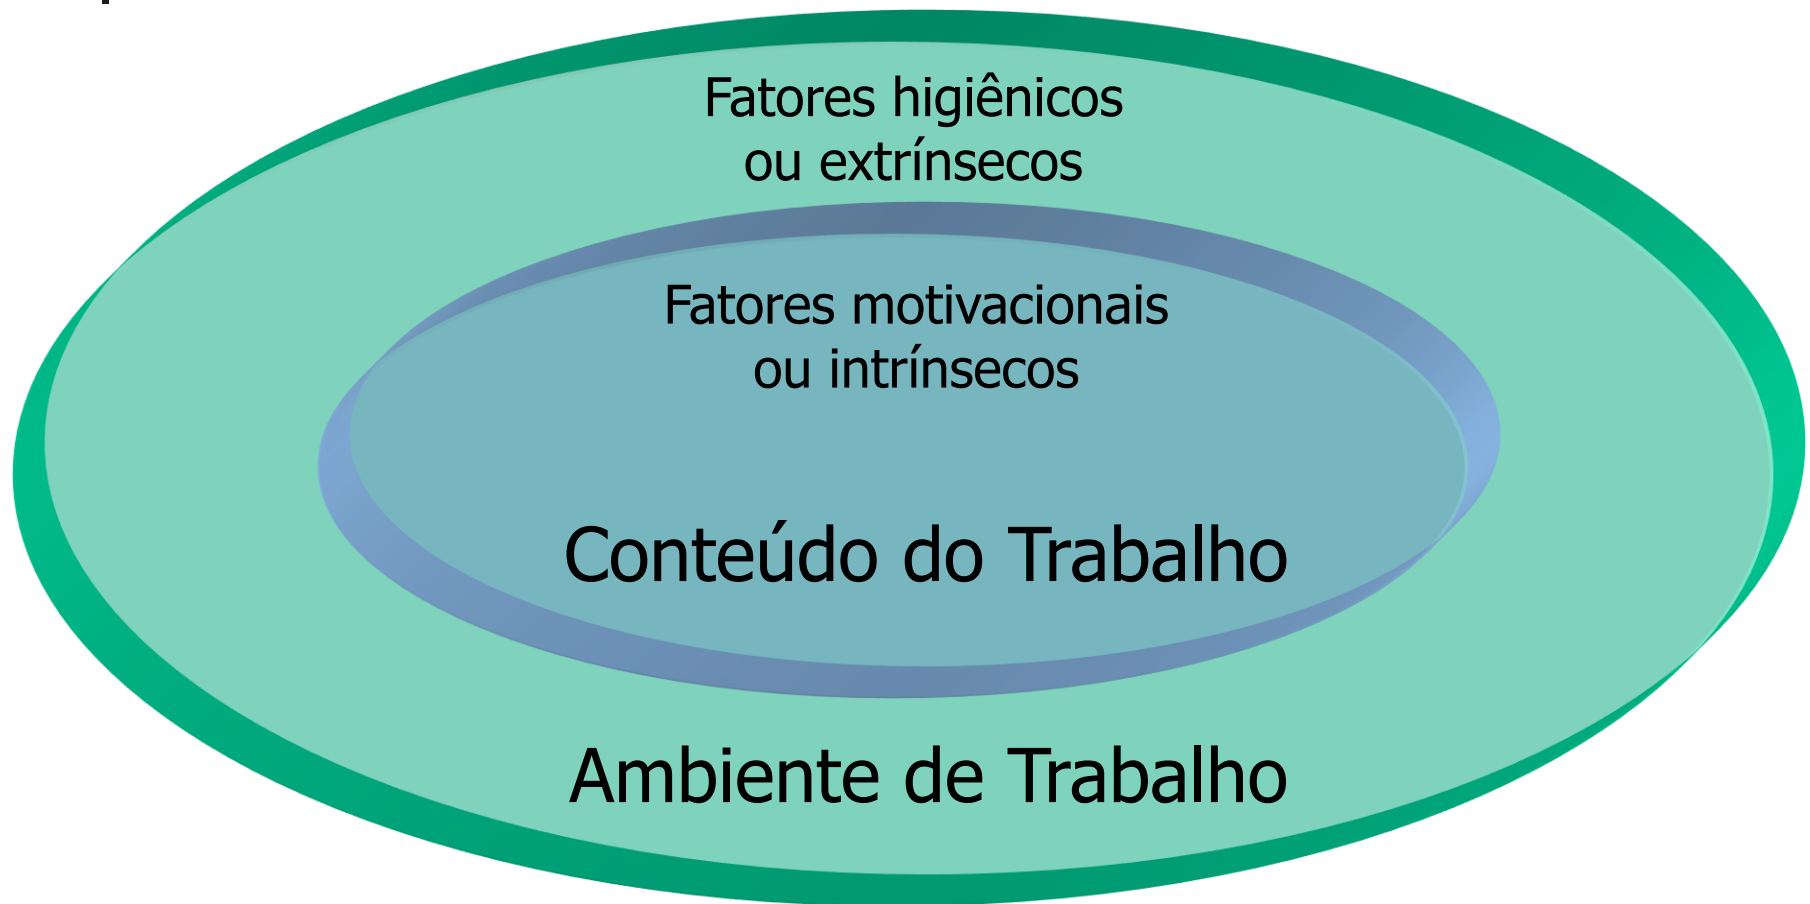 Fatores higiênicos
ou extrínsecos
Fatores motivacionais
ou intrínsecos
Conteúdo do Trabalho
Ambiente de Trabalho